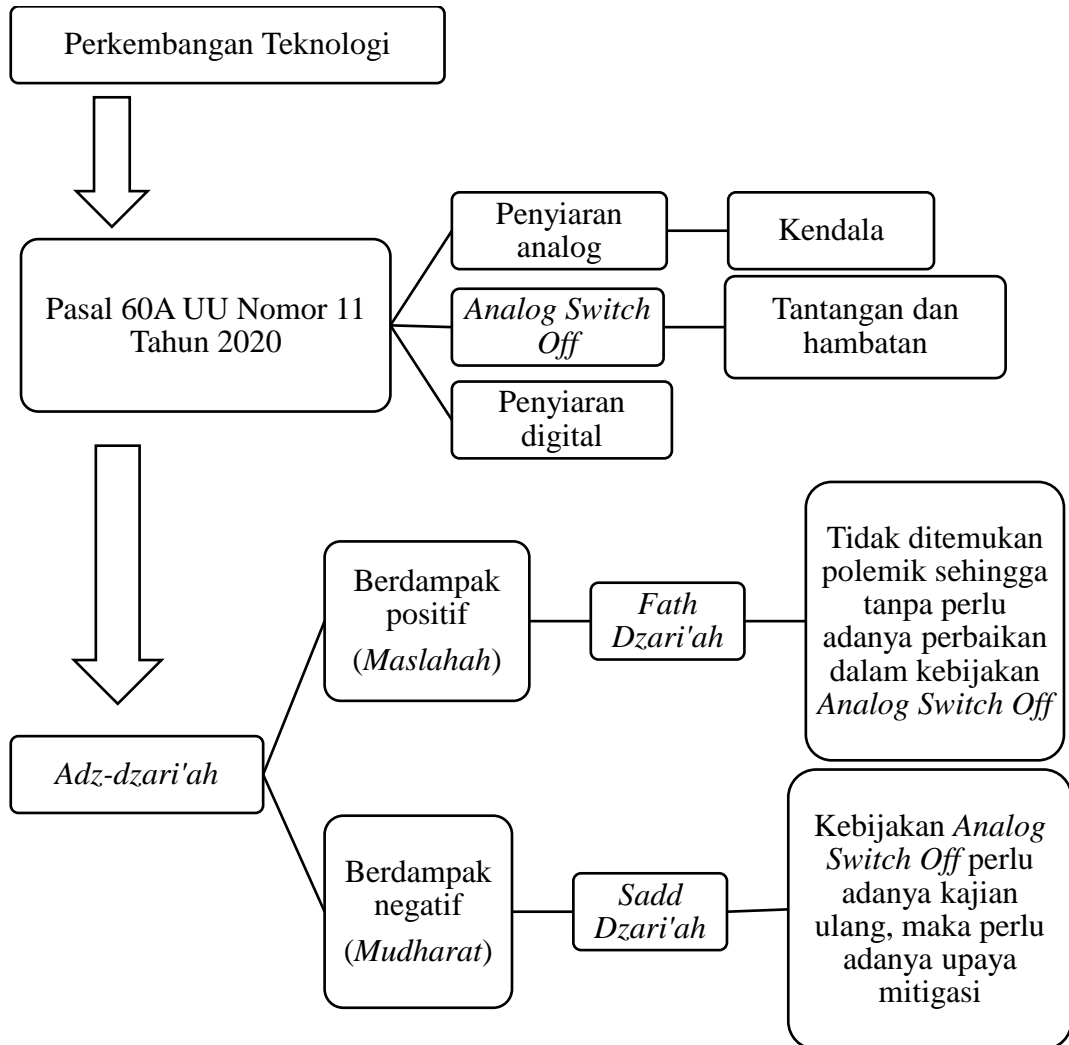 Perkembangan Teknologi
Pasal 60A UU Nomor 11
Tahun 2020
Penyiaran
analog
Kendala
Analog Switch
Off
Tantangan dan
hambatan
Penyiaran
digital
Adz-dzari'ah
Berdampak
positif
(Maslahah)
Fath
Dzari'ah
Tidak ditemukan
polemik sehingga
tanpa perlu
adanya perbaikan
dalam kebijakan
Analog Switch Off
Berdampak
negatif
(Mudharat)
Sadd
Dzari'ah
Kebijakan Analog
Switch Off perlu
adanya kajian
ulang, maka perlu
adanya upaya
mitigasi